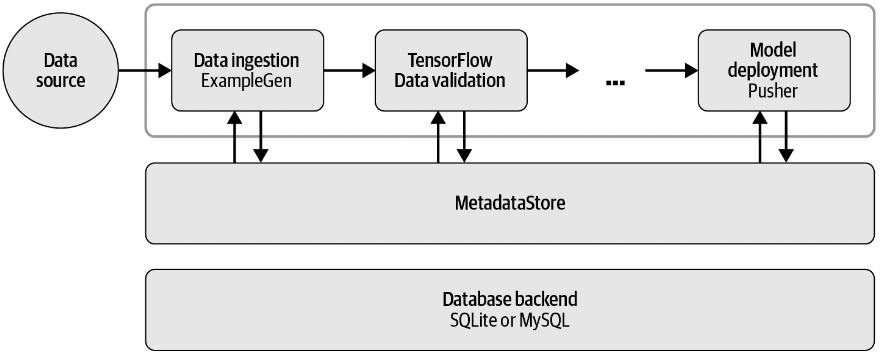 Data
source
Data ingestion
ExampleGen
TensorFlow
Data validation
...
Model
deployment
Pusher
MetadataStore
Database backend
SQLite or MySQL